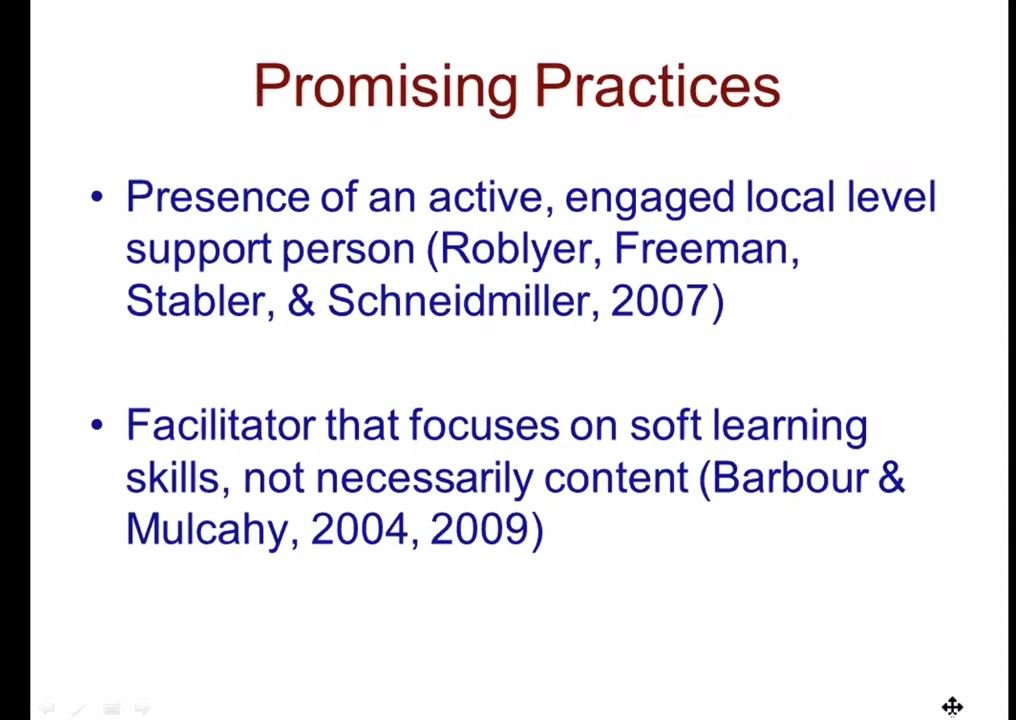 Promising Practices
• Presence of an active, engaged local level
support person (Roblyer, Freeman,
Stabler, & Schneidmiller, 2007)
• Facilitator that focuses on soft learning
skills, not necessarily content (Barbour &
Mulcahy, 2004, 2009)